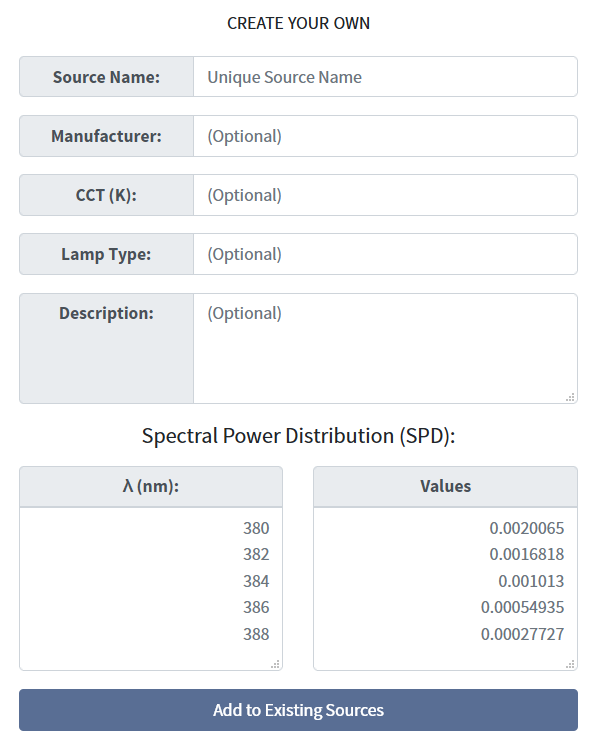 CREATE YOUR OWN
Source Name: Unique Source Name
Manufacturer: (Optional)
CCT (K): (Optional)
Lamp Type: (Optional)
Description: (Optional)
Spectral Power Distribution (SPD):
λ (nm): Values
380 0.0020065
382 0.0016818
384 0.001013
386 0.00054935
388 0.00027727
Add to Existing Sources